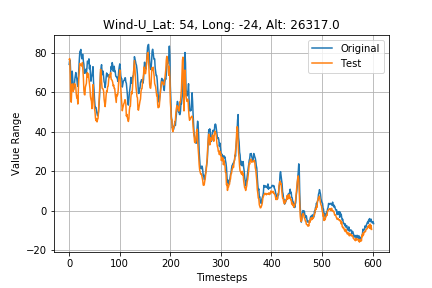 Wind-U_Lat: 54, Long: -24, Alt: 26317.0
Original
Test
Value Range
80
60
40
20
0
−20
0 100 200 300 400 500 600
Timesteps